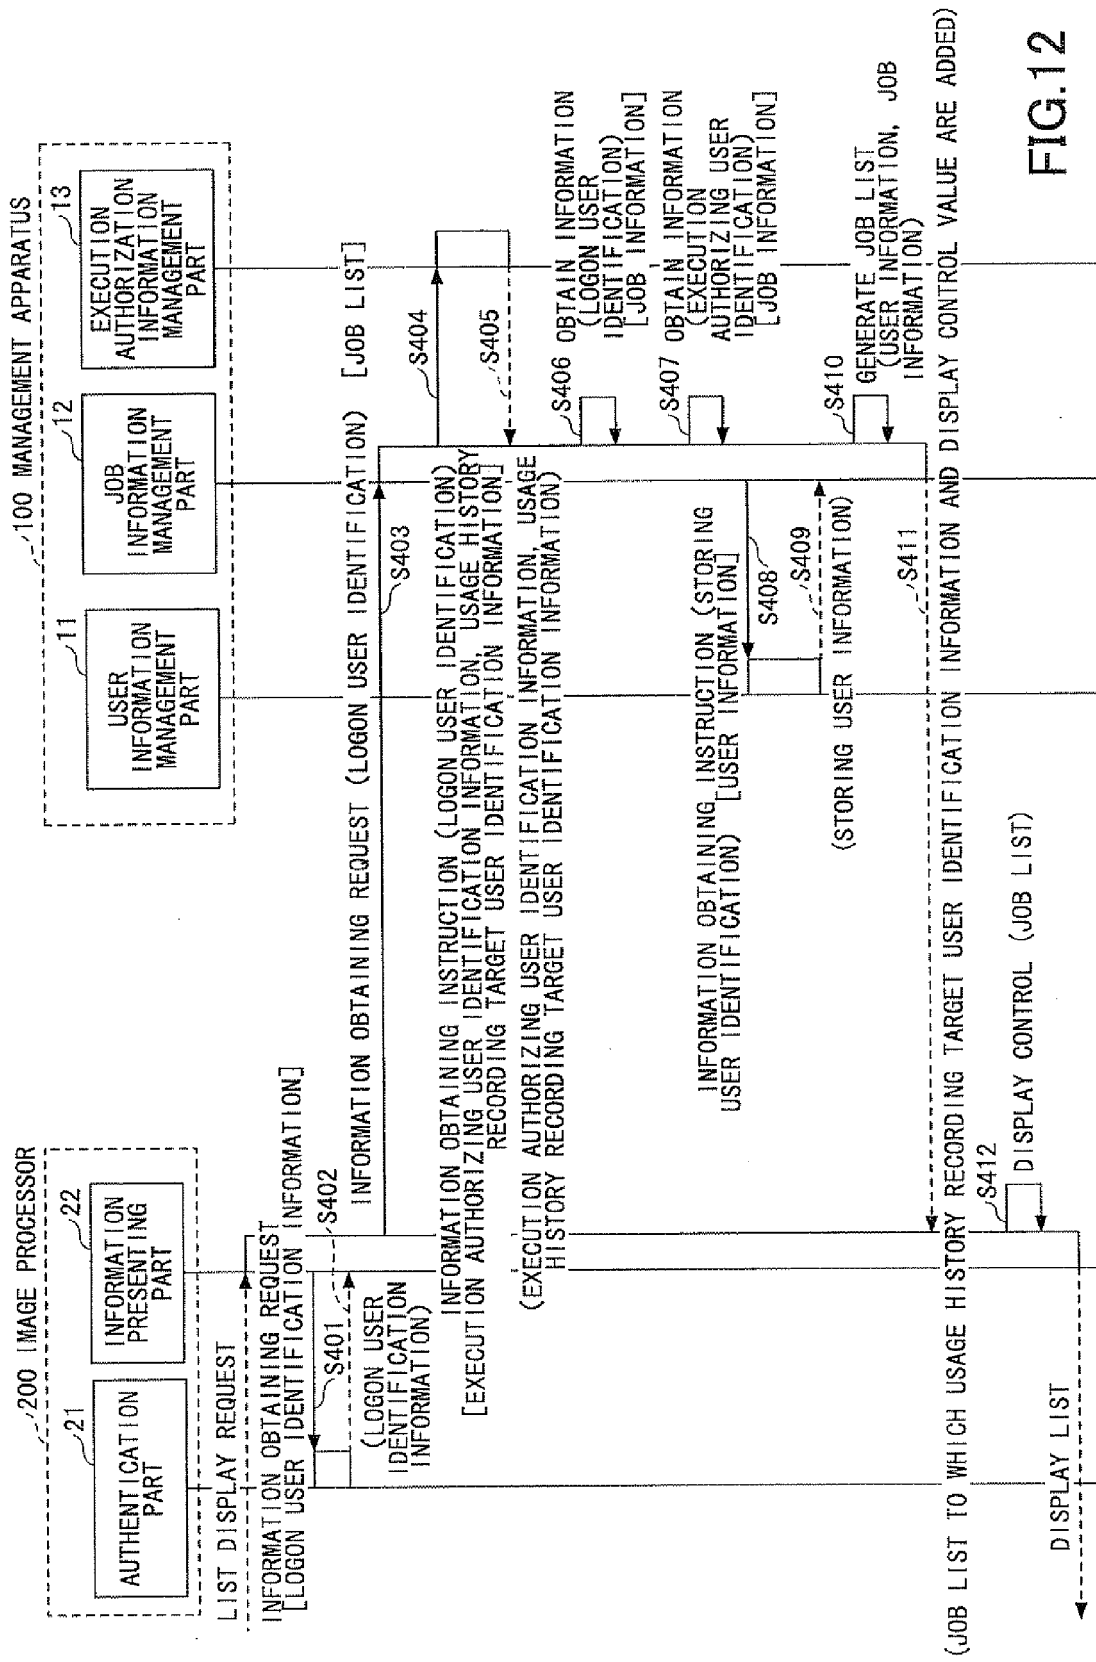 200 IMAGE PROCESSOR
21
AUTHENTICATION
PART
22
INFORMATION
PRESENTING
PART
100 MANAGEMENT APPARATUS
11
USER
INFORMATION
MANAGEMENT
PART
12
JOB
INFORMATION
MANAGEMENT
PART
13
EXECUTION
AUTHORIZATION
INFORMATION
MANAGEMENT
PART
LIST DISPLAY REQUEST
INFORMATION OBTAINING REQUEST
[LOGON USER IDENTIFICATION INFORMATION]
S401
S402
(LOGON USER
IDENTIFICATION
INFORMATION)
INFORMATION OBTAINING REQUEST (LOGON USER IDENTIFICATION) [JOB LIST]
S403
INFORMATION OBTAINING INSTRUCTION (LOGON USER IDENTIFICATION)
[EXECUTION AUTHORIZING USER IDENTIFICATION INFORMATION, USAGE HISTORY
RECORDING TARGET USER IDENTIFICATION INFORMATION]
S404
S405
(EXECUTION AUTHORIZING USER IDENTIFICATION INFORMATION, USAGE
HISTORY RECORDING TARGET USER IDENTIFICATION INFORMATION)
S406
OBTAIN INFORMATION
(LOGON USER
IDENTIFICATION)
[JOB INFORMATION]
S407
OBTAIN INFORMATION
(EXECUTION
AUTHORIZING USER
IDENTIFICATION)
[JOB INFORMATION]
INFORMATION OBTAINING INSTRUCTION (STORING
USER IDENTIFICATION) [USER INFORMATION]
S408
S409
(STORING USER INFORMATION)
S410
GENERATE JOB LIST
(USER INFORMATION, JOB
INFORMATION)
S411
(JOB LIST TO WHICH USAGE HISTORY RECORDING TARGET USER IDENTIFICATION INFORMATION AND DISPLAY CONTROL VALUE ARE ADDED)
S412
DISPLAY CONTROL (JOB LIST)
DISPLAY LIST
FIG.12